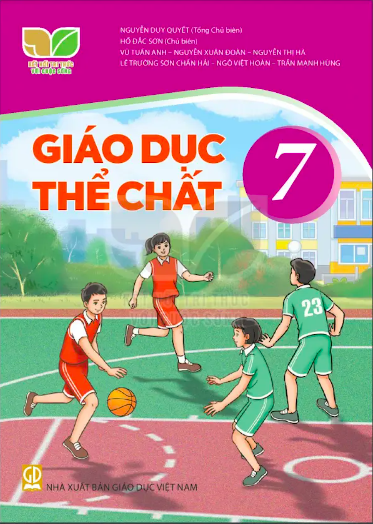 NGUYỄN DUY QUYẾT (Tổng Chủ biên)
HỒ ĐẮC SƠN (Chủ biên)
VŨ TUẤN ANH – NGUYỄN XUÂN ĐOÀN – NGUYỄN THỊ HÀ
LÊ TRƯỜNG SƠN CHẤN HẢI – NGÔ VIỆT HOÀN – TRẦN MẠNH HÙNG
KẾT NỐI TRI THỨC
VỚI CUỘC SỐNG
GIÁO DỤC
THỂ CHẤT
7
23
GD
NHÀ XUẤT BẢN GIÁO DỤC VIỆT NAM